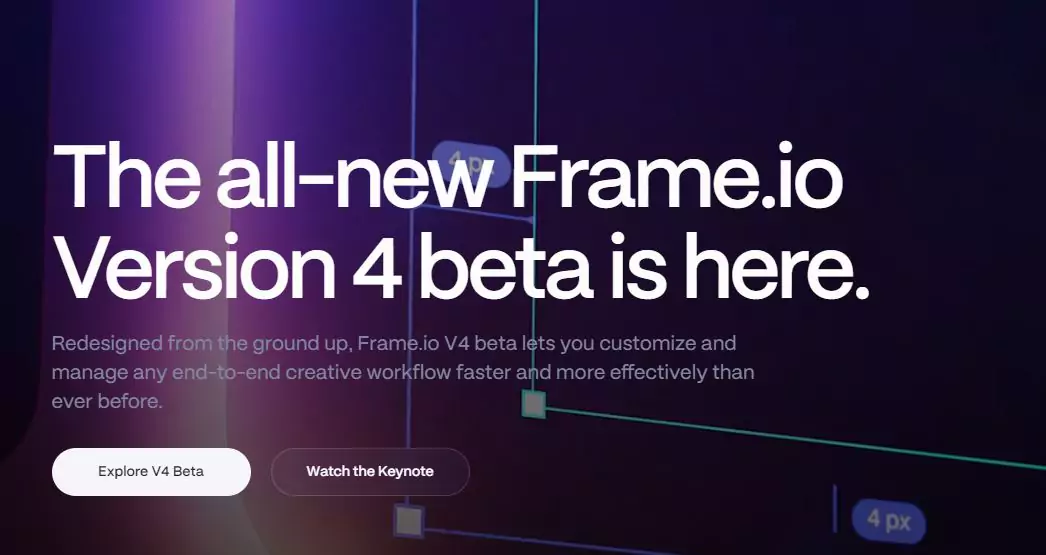 4 px
The all-new Frame.io
Version 4 beta is here.
Redesigned from the ground up, Frame.io V4 beta lets you customize and
manage any end-to-end creative workflow faster and more effectively than
ever before.
Explore V4 Beta
Watch the Keynote
4 px